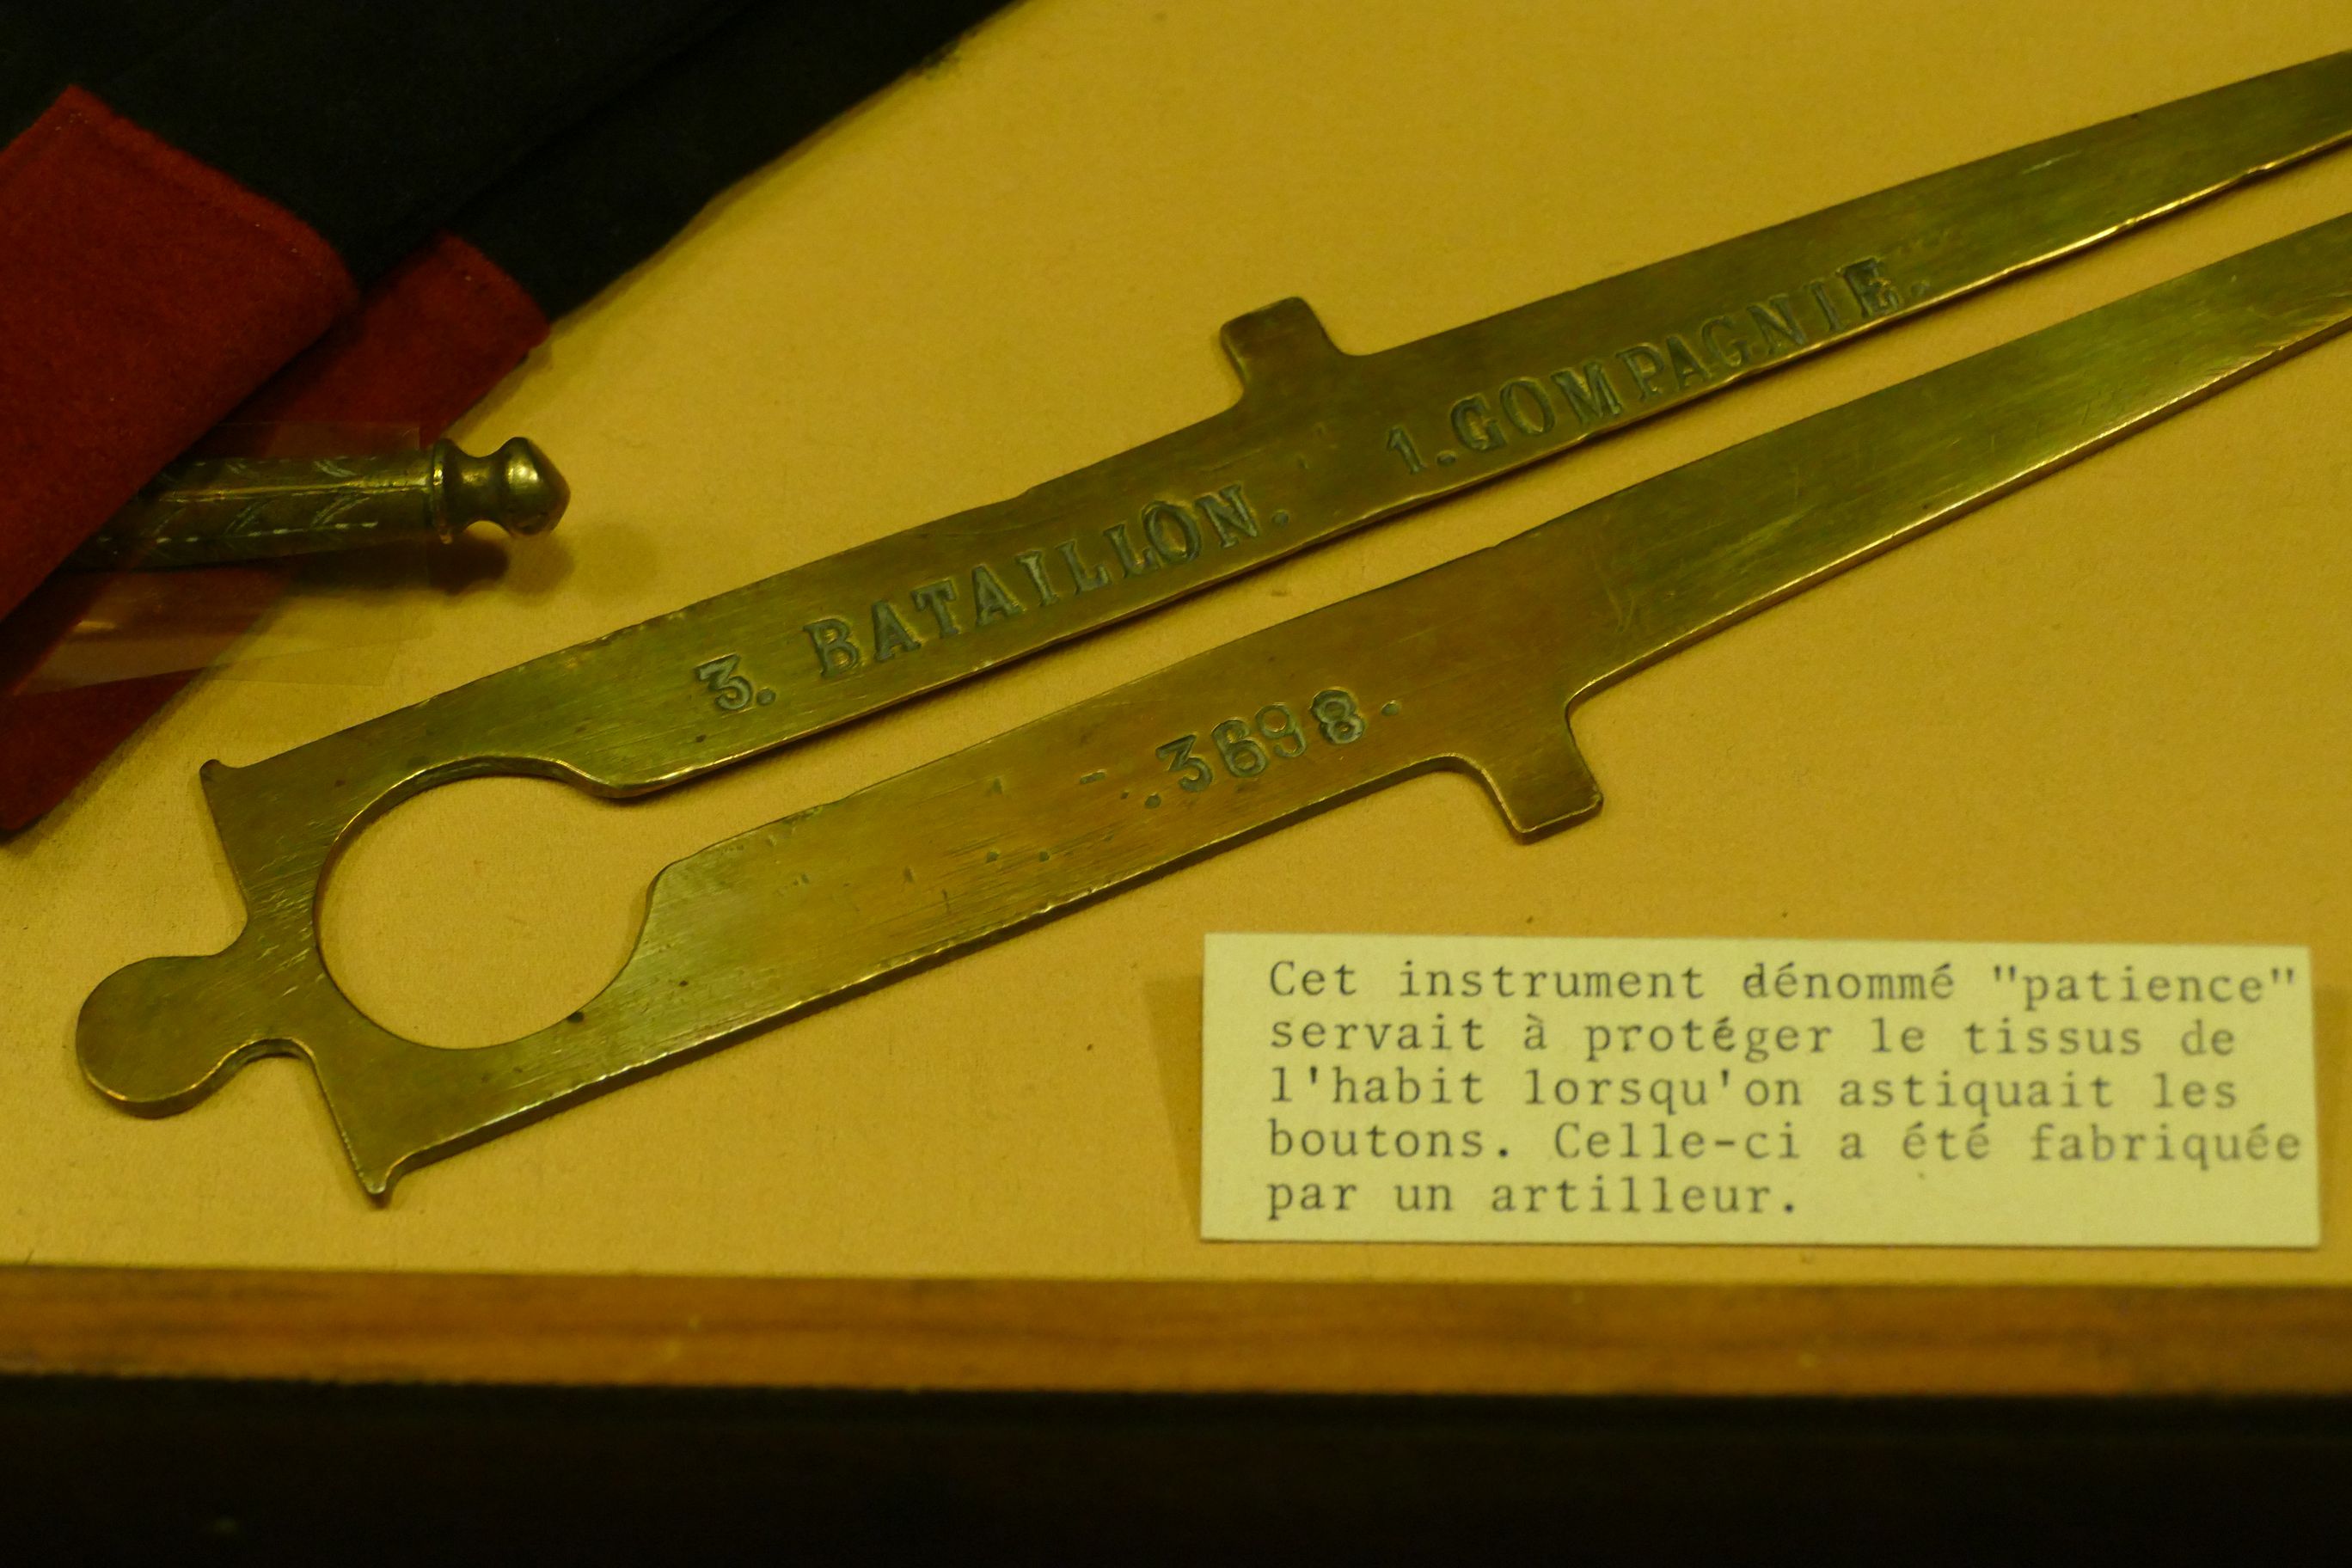 3. BATAILLON. 1. COMPAGNIE.
.3698.
Cet instrument dénommé "patience"
servait à protéger le tissus de
l'habit lorsqu'on astiquait les
boutons. Celle-ci a été fabriquée
par un artilleur.